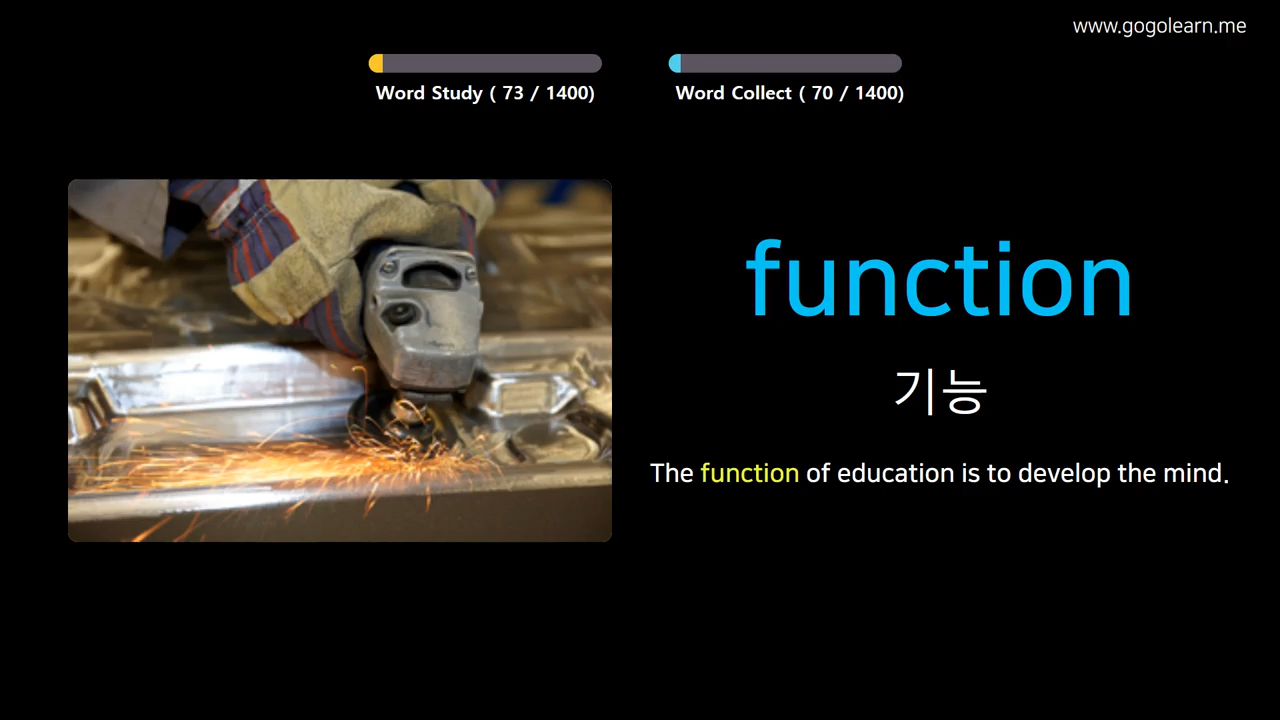 www.gogolearn.me
Word Study ( 73 / 1400)
Word Collect ( 70 / 1400)
function
기능
The function of education is to develop the mind.